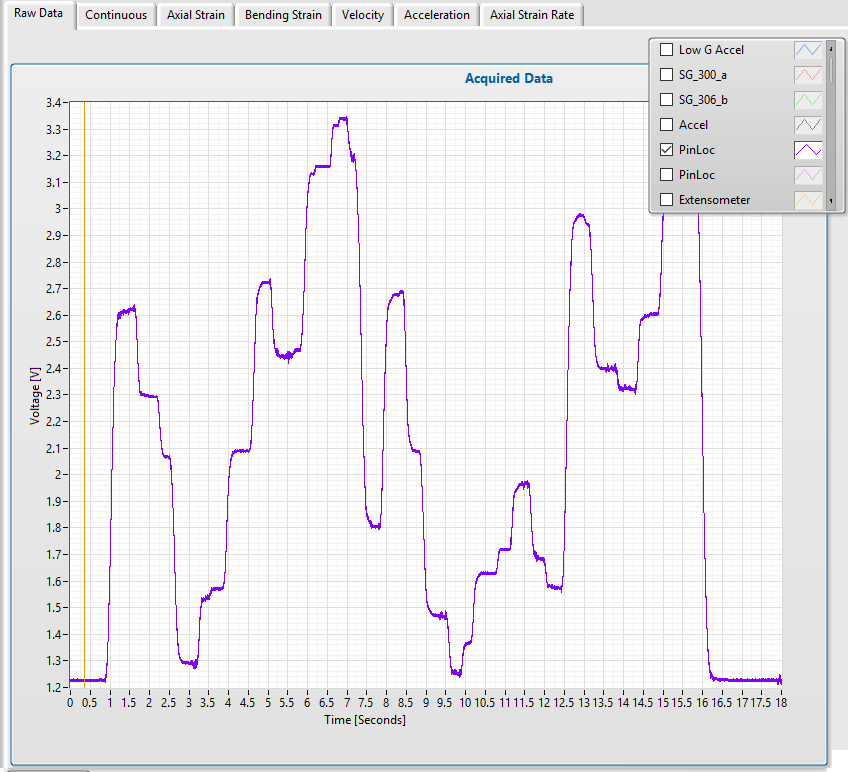 Raw Data Continuous Axial Strain Bending Strain Velocity Acceleration Axial Strain Rate
Acquired Data
Low G Accel
SG_300_a
SG_306_b
Accel
PinLoc
PinLoc
Extensometer
3.4
3.3
3.2
3.1
3
2.9
2.8
2.7
2.6
2.5
2.4
2.3
2.2
2.1
2
1.9
1.8
1.7
1.6
1.5
1.4
1.3
1.2
Voltage [V]
0 0.5 1 1.5 2 2.5 3 3.5 4 4.5 5 5.5 6 6.5 7 7.5 8 8.5 9 9.5 10 10.5 11 11.5 12 12.5 13 13.5 14 14.5 15 15.5 16 16.5 17 17.5 18
Time [Seconds]